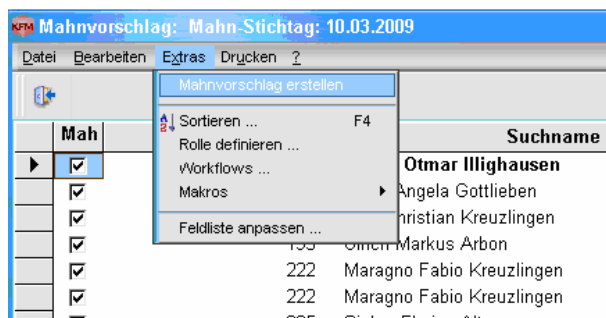 KFM Mahnvorschlag: Mahn-Stichtag: 10.03.2009
Datei Bearbeiten Extras Drucken ?
Mahnvorschlag erstellen
Sortieren ... F4
Rolle definieren ...
Workflows ...
Makros
Feldliste anpassen ...
Mah Suchname
Otmar Illighausen
Angela Gottlieben
Kreuzlingen
Markus Arbon
222 Maragno Fabio Kreuzlingen
222 Maragno Fabio Kreuzlingen